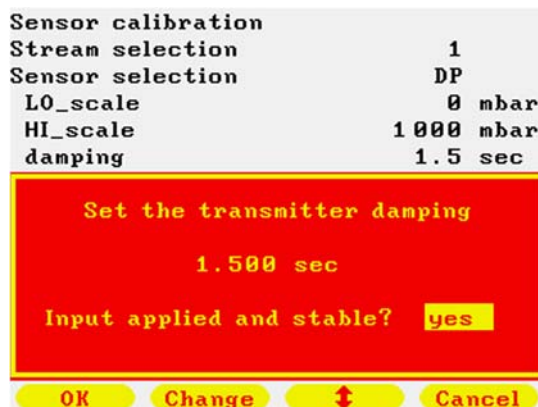 Sensor calibration
Stream selection 1
Sensor selection DP
LO_scale 0 mbar
HI_scale 1000 mbar
damping 1.5 sec
Set the transmitter damping
1.500 sec
Input applied and stable? yes
OK Change Cancel